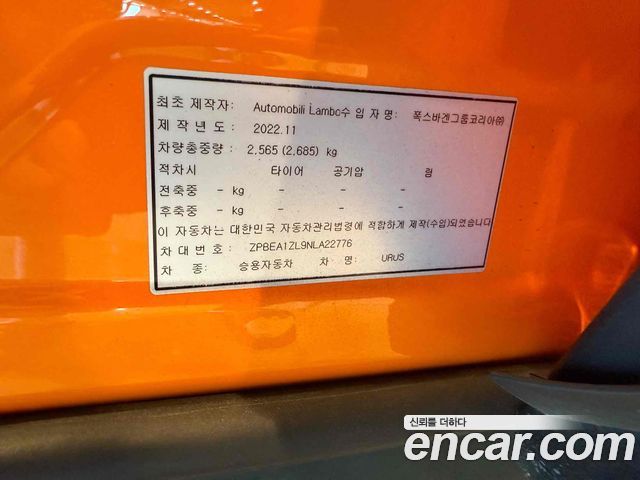 최초 제작자: Automobili Lambo수 입 자 명: 폭스바겐그룹코리아㈜
제 작 년 도 : 2022.11
차량총중량 : 2,565 (2,685) kg
적차시 타이어 공기압 림
전축중 - kg - - -
후축중 - kg - - -
이 자동차는 대한민국 자동차관리법령에 적합하게 제작(수입)되었습니다
차 대 번 호 : ZPBEA1ZL9NLA22776
차 종: 승용자동차 차 명: URUS
신뢰를 더하다
encar.com